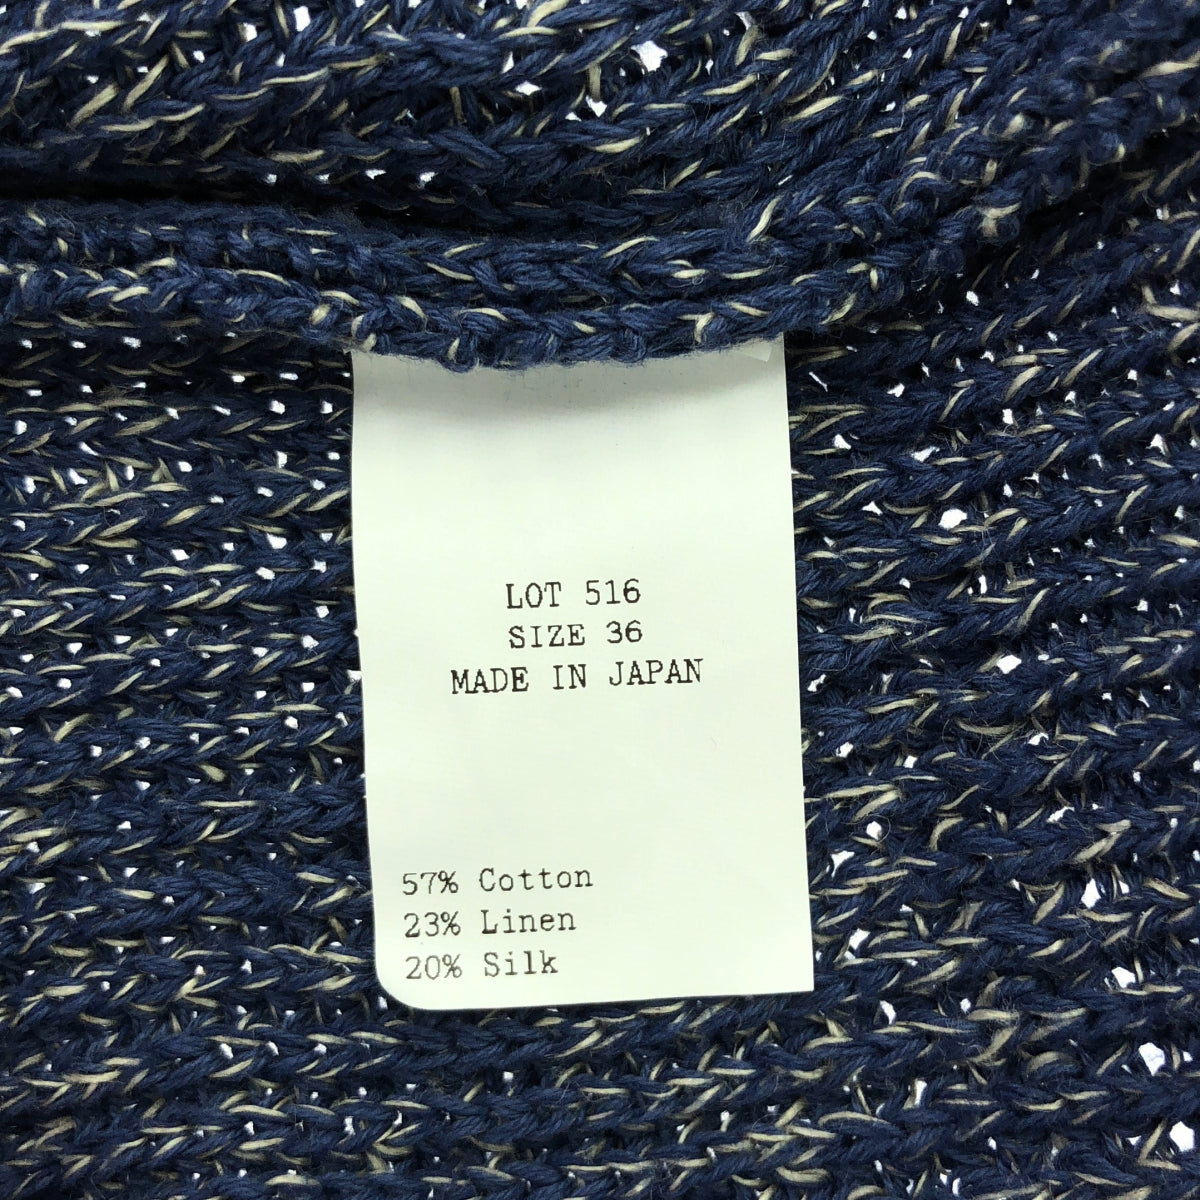 LOT 516
SIZE 36
MADE IN JAPAN
57% Cotton
23% Linen
20% Silk